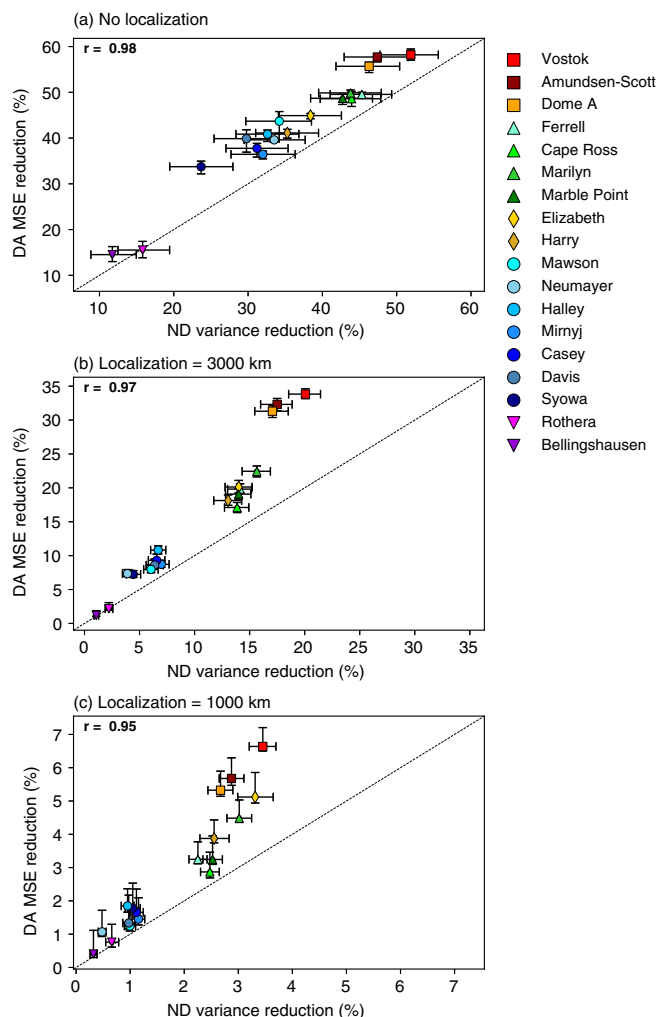 (a) No localization
r = 0.98
60
50
40
30
20
10
DA MSE reduction (%)
10 20 30 40 50 60
ND variance reduction (%)
Vostok
Amundsen-Scott
Dome A
Ferrell
Cape Ross
Marilyn
Marble Point
Elizabeth
Harry
Mawson
Neumayer
Halley
Mirnyj
Casey
Davis
Syowa
Rothera
Bellingshausen
(b) Localization = 3000 km
r = 0.97
35
30
25
20
15
10
5
0
DA MSE reduction (%)
0 5 10 15 20 25 30 35
ND variance reduction (%)
(c) Localization = 1000 km
r = 0.95
7
6
5
4
3
2
1
0
DA MSE reduction (%)
0 1 2 3 4 5 6 7
ND variance reduction (%)